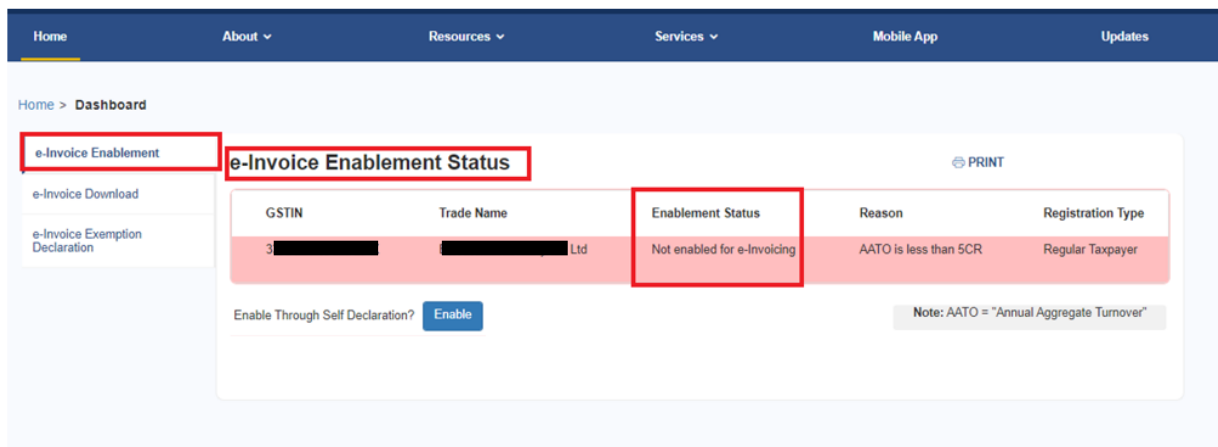 Home About Resources Services Mobile App Updates
Home > Dashboard
e-Invoice Enablement
e-Invoice Download
e-Invoice Exemption
Declaration
e-Invoice Enablement Status
PRINT
GSTIN Trade Name Enablement Status Reason Registration Type
3 Ltd Not enabled for e-Invoicing AATO is less than 5CR Regular Taxpayer
Enable Through Self Declaration? Enable
Note: AATO = "Annual Aggregate Turnover"